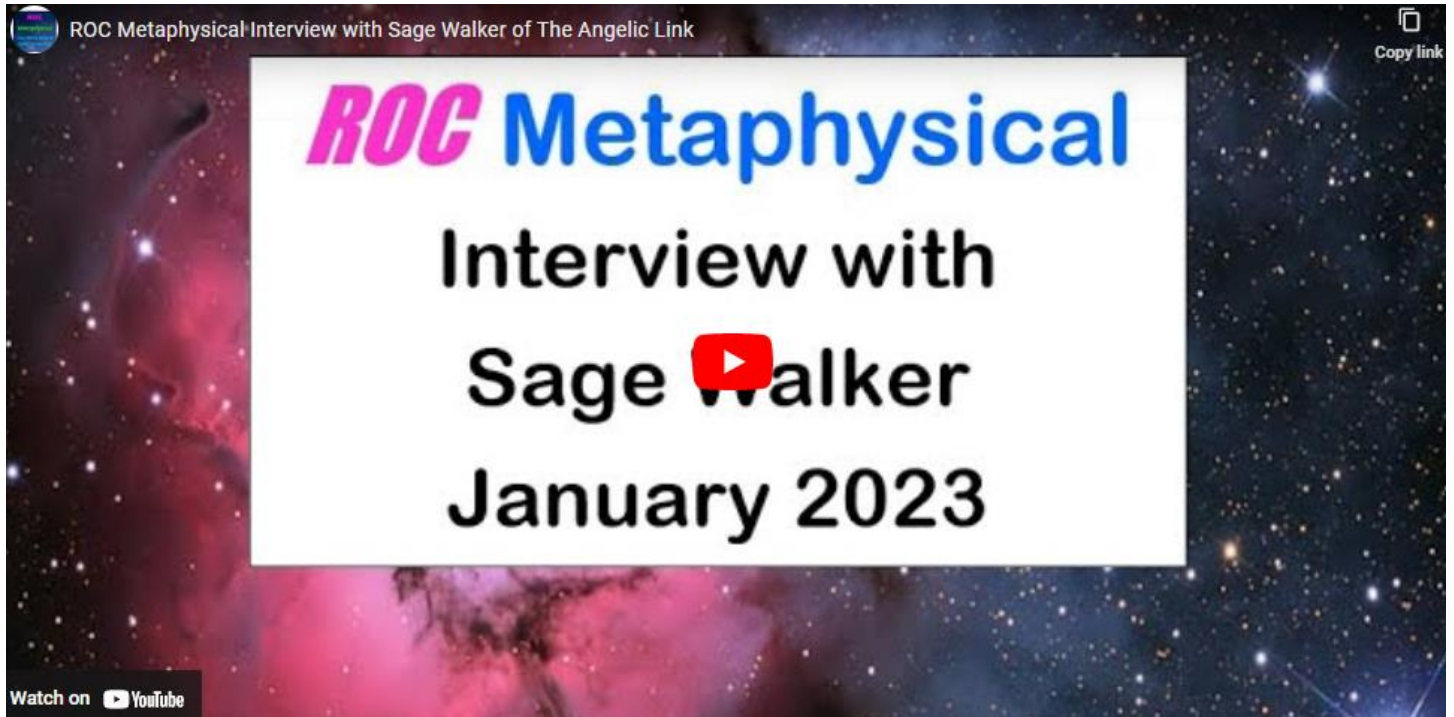 ROC Metaphysical Interview with Sage Walker of The Angelic Link
Copy link
ROC Metaphysical
Interview with
Sage Walker
January 2023
Watch on YouTube